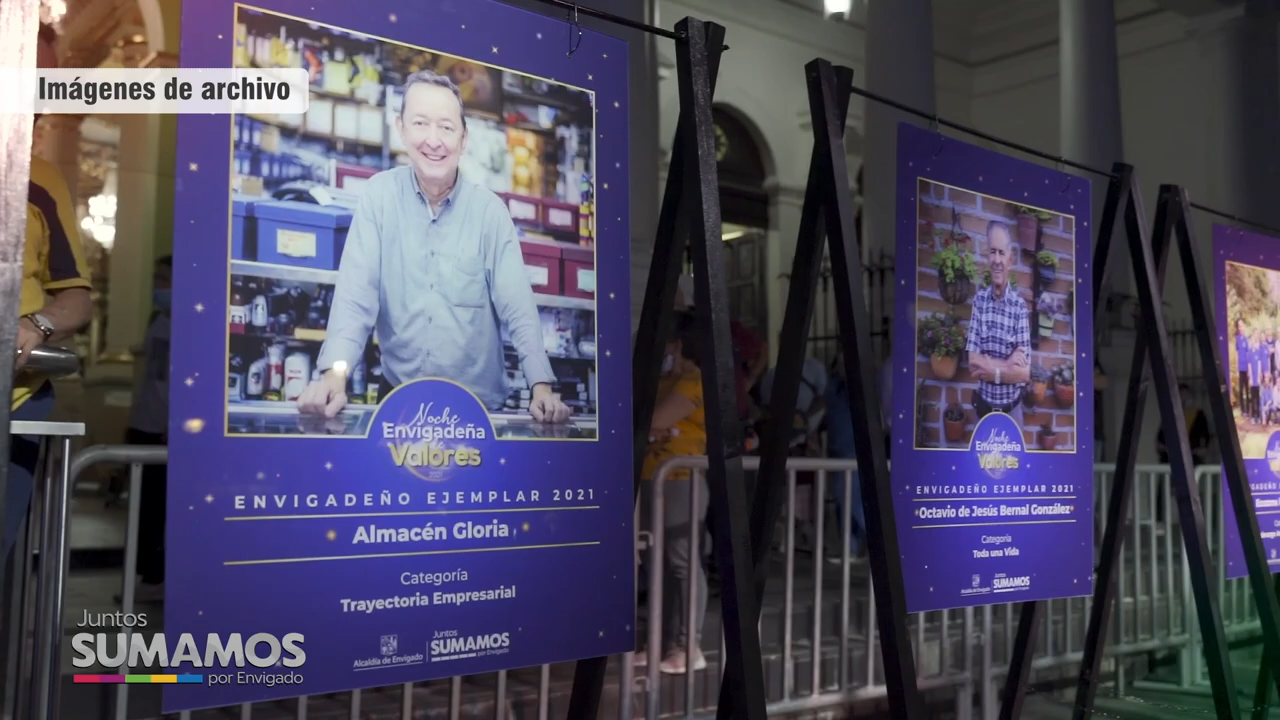 Imágenes de archivo
Noche
Envigadeña
Valores
ENVIGADEÑO EJEMPLAR 2021
Almacén Gloria
Categoría
Trayectoria Empresarial
Alcaldía de Envigado
Juntos
SUMAMOS
por Envigado
Noche
Envigadeña
Valores
ENVIGADEÑO EJEMPLAR 2021
Octavio de Jesús Bernal González
Categoría
Toda una Vida
Alcaldía de Envigado
Juntos
SUMAMOS
por Envigado
Juntos
SUMAMOS
por Envigado